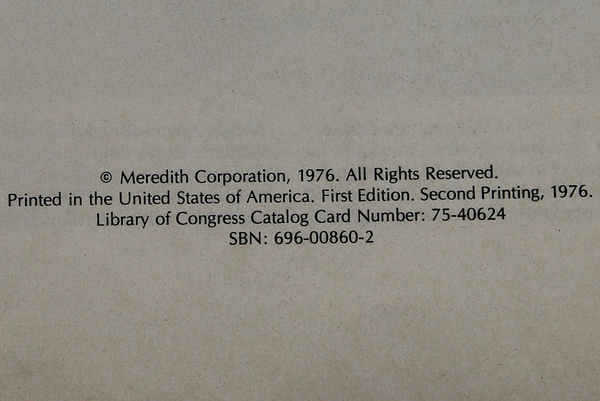 © Meredith Corporation, 1976. All Rights Reserved.
Printed in the United States of America. First Edition. Second Printing, 1976.
Library of Congress Catalog Card Number: 75-40624
SBN: 696-00860-2